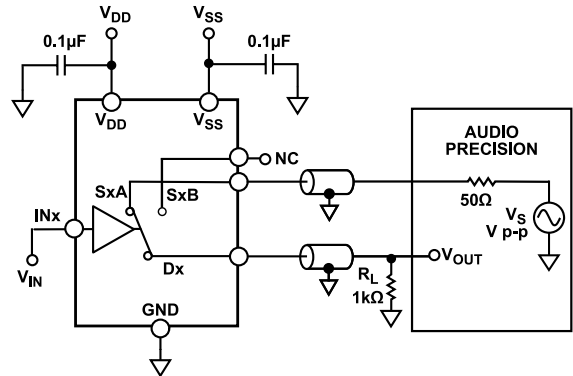 VDD
VSS
0.1µF
0.1µF
VDD
VSS
NC
AUDIO
PRECISION
SxA
SxB
50Ω
INx
VS
V p-p
Dx
VOUT
VIN
RL
1kΩ
GND